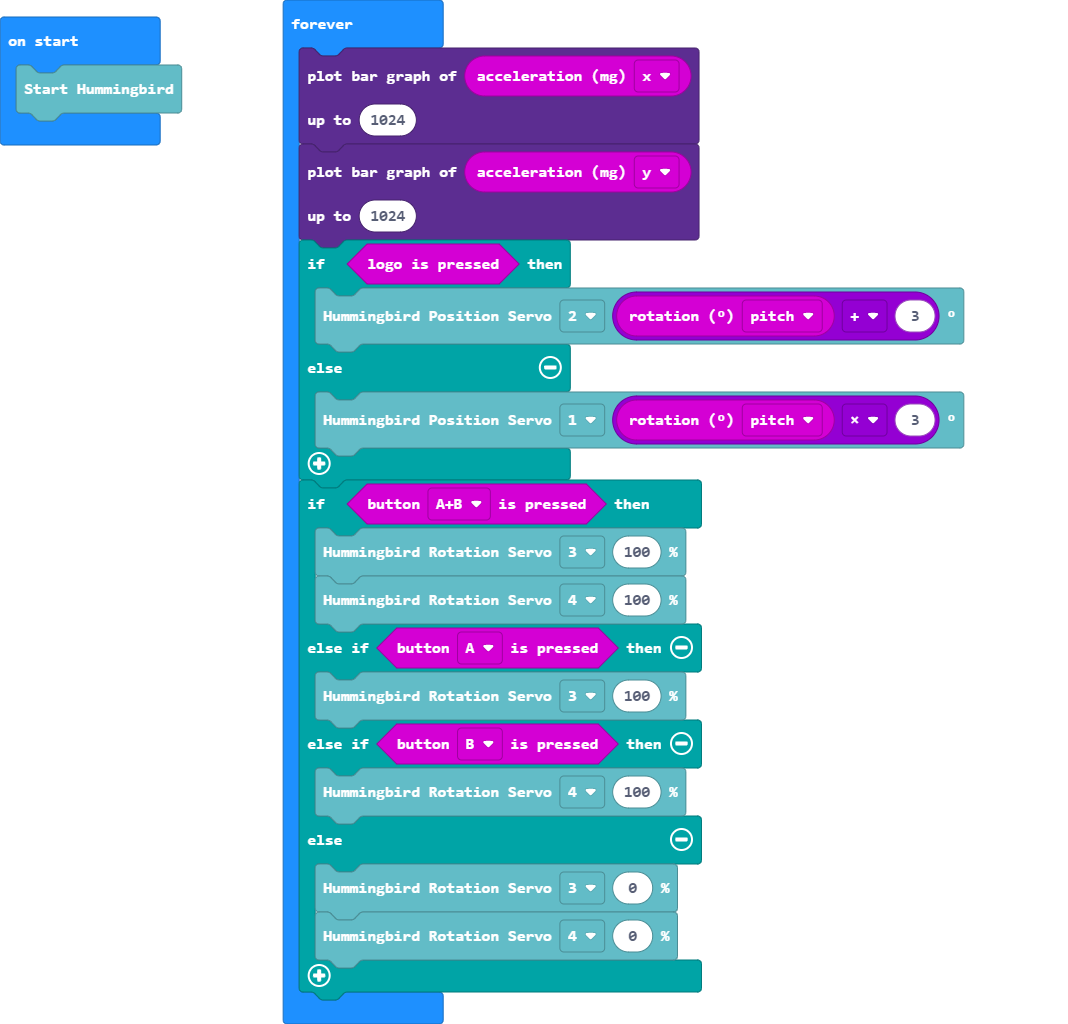 on start
Start Hummingbird
forever
plot bar graph of acceleration (mg) x
up to 1024
plot bar graph of acceleration (mg) y
up to 1024
if logo is pressed then
Hummingbird Position Servo 2 rotation (º) pitch + 3 º
else
Hummingbird Position Servo 1 rotation (º) pitch × 3 º
if button A+B is pressed then
Hummingbird Rotation Servo 3 100 %
Hummingbird Rotation Servo 4 100 %
else if button A is pressed then
Hummingbird Rotation Servo 3 100 %
else if button B is pressed then
Hummingbird Rotation Servo 4 100 %
else
Hummingbird Rotation Servo 3 0 %
Hummingbird Rotation Servo 4 0 %